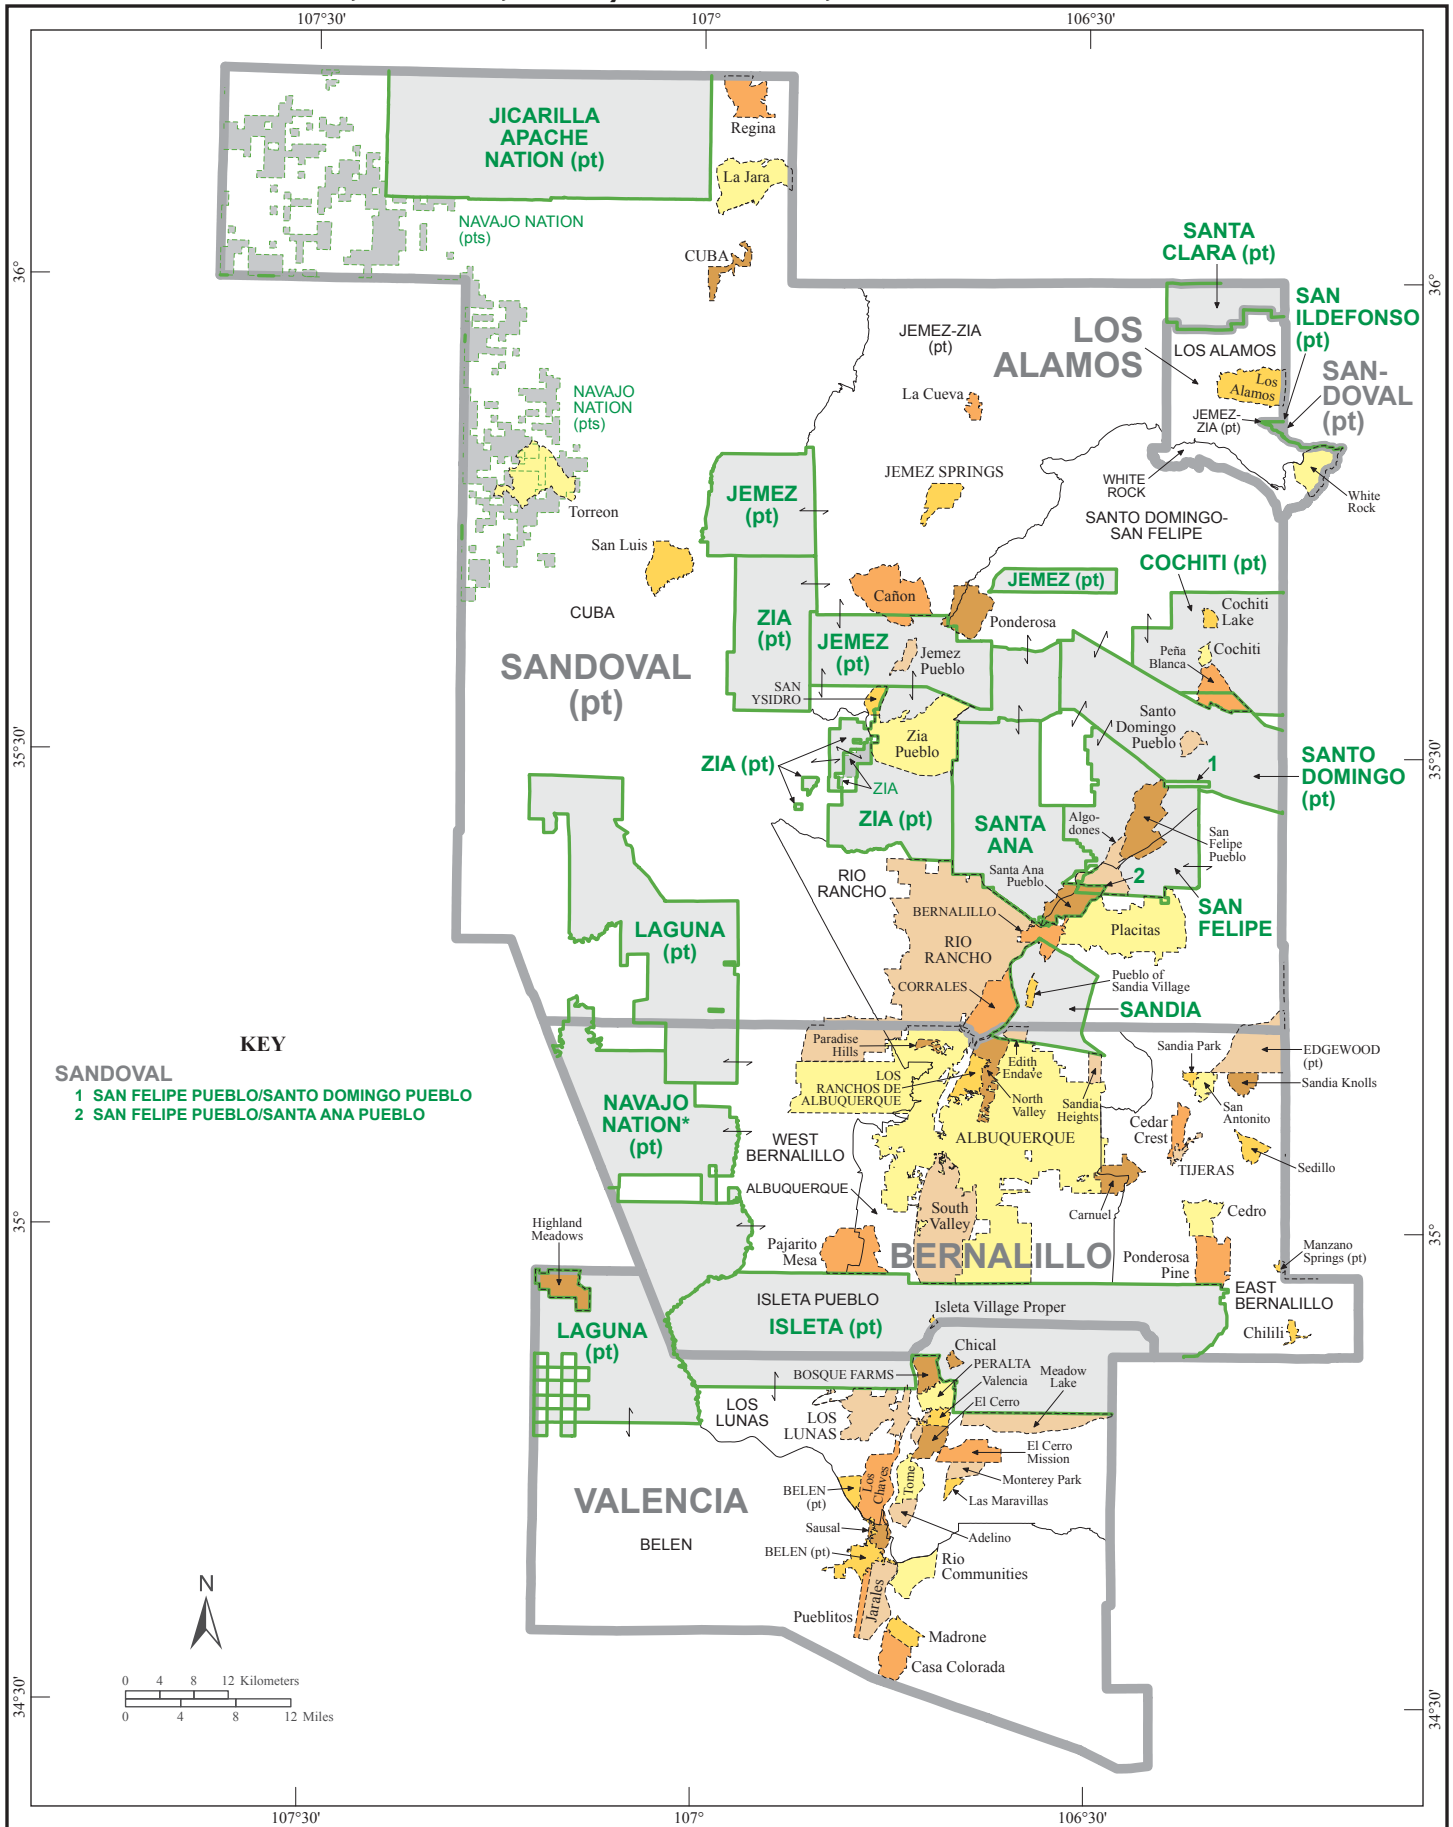 107°30'
107°
106°30'
JICARILLA
APACHE
NATION (pt)
Regina
La Jara
NAVAJO NATION
(pts)
CUBA
36°
36°
SANTA
CLARA (pt)
SAN
ILDEFONSO
(pt)
JEMEZ-ZIA
(pt)
LOS
ALAMOS
LOS ALAMOS
Los
Alamos
SAN-
DOVAL
(pt)
NAVAJO
NATION
(pts)
La Cueva
JEMEZ-
ZIA (pt)
JEMEZ SPRINGS
WHITE
ROCK
White
Rock
JEMEZ
(pt)
Torreon
SANTO DOMINGO-
SAN FELIPE
San Luis
COCHITI (pt)
JEMEZ (pt)
CUBA
Cañon
Ponderosa
Cochiti
Lake
ZIA
(pt)
JEMEZ
(pt)
Jemez
Pueblo
Cochiti
Peña
Blanca
SANDOVAL
(pt)
SAN
YSIDRO
Santo
Domingo
Pueblo
Zia
Pueblo
35°30'
35°30'
ZIA (pt)
ZIA
1
SANTO
DOMINGO
(pt)
ZIA (pt)
SANTA
ANA
Algo-
dones
San
Felipe
Pueblo
RIO
RANCHO
Santa Ana
Pueblo
2
BERNALILLO
SAN
FELIPE
LAGUNA
(pt)
RIO
RANCHO
Placitas
CORRALES
Pueblo of
Sandia Village
SANDIA
KEY
SANDOVAL
1 SAN FELIPE PUEBLO/SANTO DOMINGO PUEBLO
2 SAN FELIPE PUEBLO/SANTA ANA PUEBLO
Paradise
Hills
Edith
Endave
Sandia Park
EDGEWOOD
(pt)
LOS
RANCHOS DE
ALBUQUERQUE
North
Valley
Sandia
Heights
Sandia Knolls
San
Antonito
NAVAJO
NATION*
(pt)
Cedar
Crest
WEST
BERNALILLO
ALBUQUERQUE
TIJERAS
Sedillo
ALBUQUERQUE
Carnuel
South
Valley
Cedro
35°
35°
Highland
Meadows
Pajarito
Mesa
BERNALILLO
Ponderosa
Pine
Manzano
Springs (pt)
EAST
BERNALILLO
ISLETA PUEBLO
Isleta Village Proper
ISLETA (pt)
Chilili
LAGUNA
(pt)
Chical
BOSQUE FARMS
PERALTA
Valencia
Meadow
Lake
El Cerro
LOS
LUNAS
LOS
LUNAS
El Cerro
Mission
Monterey Park
Las Maravillas
Los
Chaves
Tome
BELEN
(pt)
VALENCIA
Sausal
Adelino
BELEN
BELEN (pt)
Rio
Communities
Jarales
Pueblitos
Madrone
Casa Colorada
N
0 4 8 12 Kilometers
0 4 8 12 Miles
34°30'
34°30'
107°30'
107°
106°30'